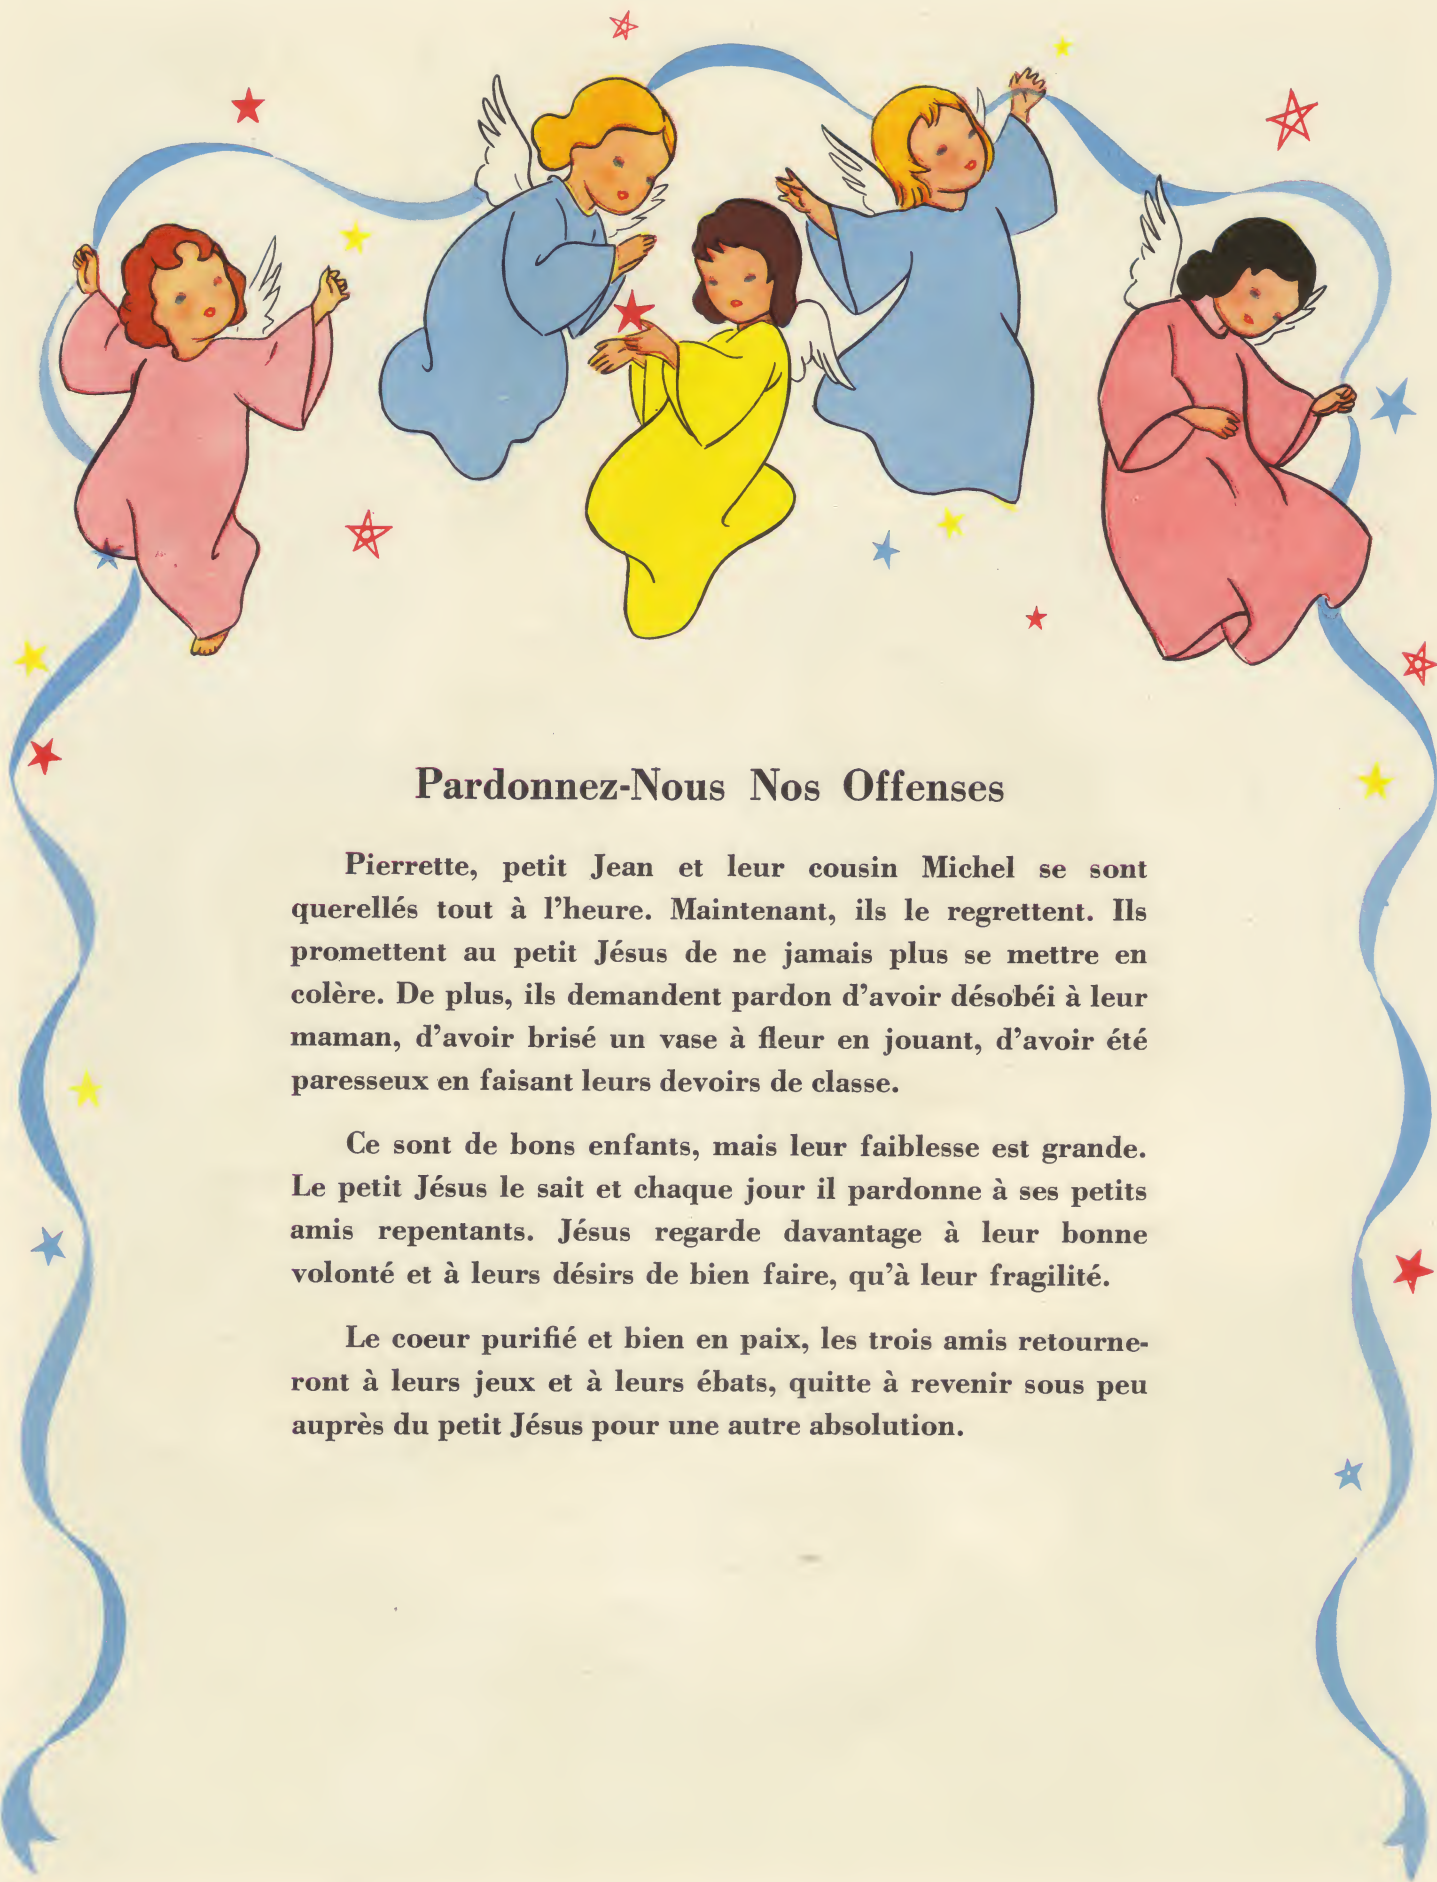 Pardonnez-Nous Nos Offenses
Pierrette, petit Jean et leur cousin Michel se sont
querellés tout à l'heure. Maintenant, ils le regrettent. Ils
promettent au petit Jésus de ne jamais plus se mettre en
colère. De plus, ils demandent pardon d'avoir désobéi à leur
maman, d'avoir brisé un vase à fleur en jouant, d'avoir été
paresseux en faisant leurs devoirs de classe.
Ce sont de bons enfants, mais leur faiblesse est grande.
Le petit Jésus le sait et chaque jour il pardonne à ses petits
amis repentants. Jésus regarde davantage à leur bonne
volonté et à leurs désirs de bien faire, qu'à leur fragilité.
Le coeur purifié et bien en paix, les trois amis retourne-
ront à leurs jeux et à leurs ébats, quitte à revenir sous peu
auprès du petit Jésus pour une autre absolution.